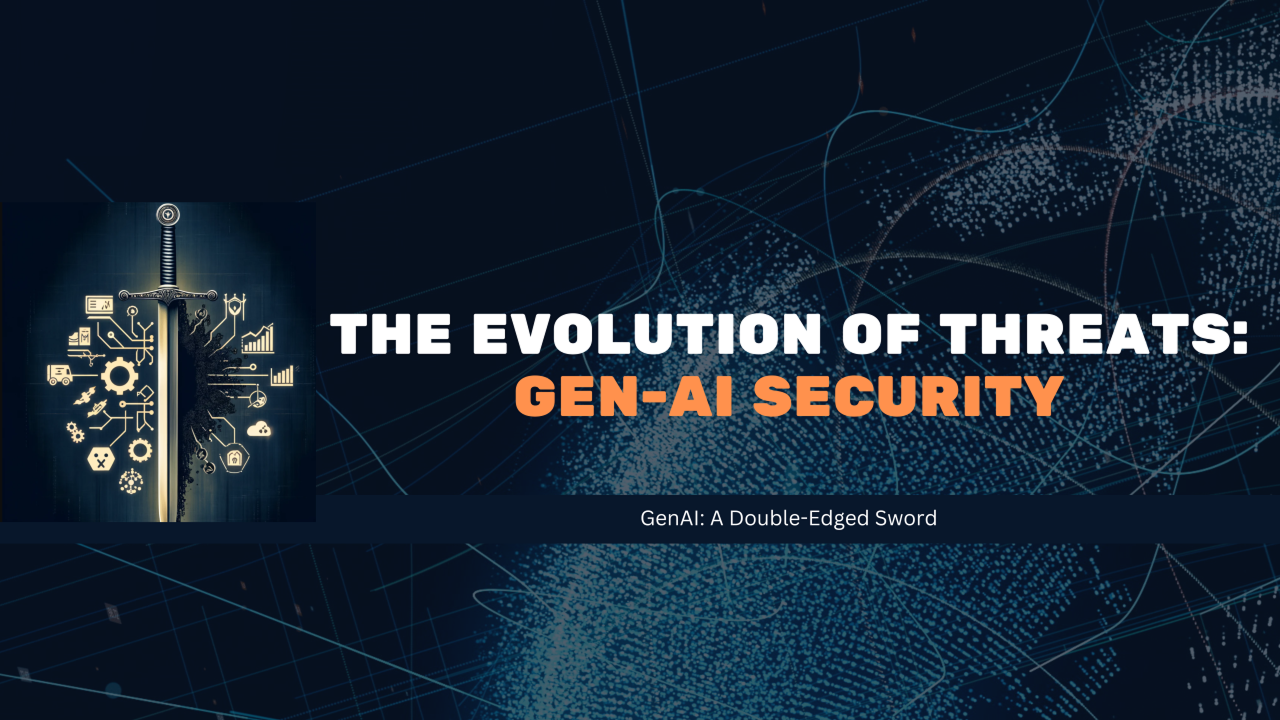 THE EVOLUTION OF THREATS:
GEN-AI SECURITY
GenAI: A Double-Edged Sword